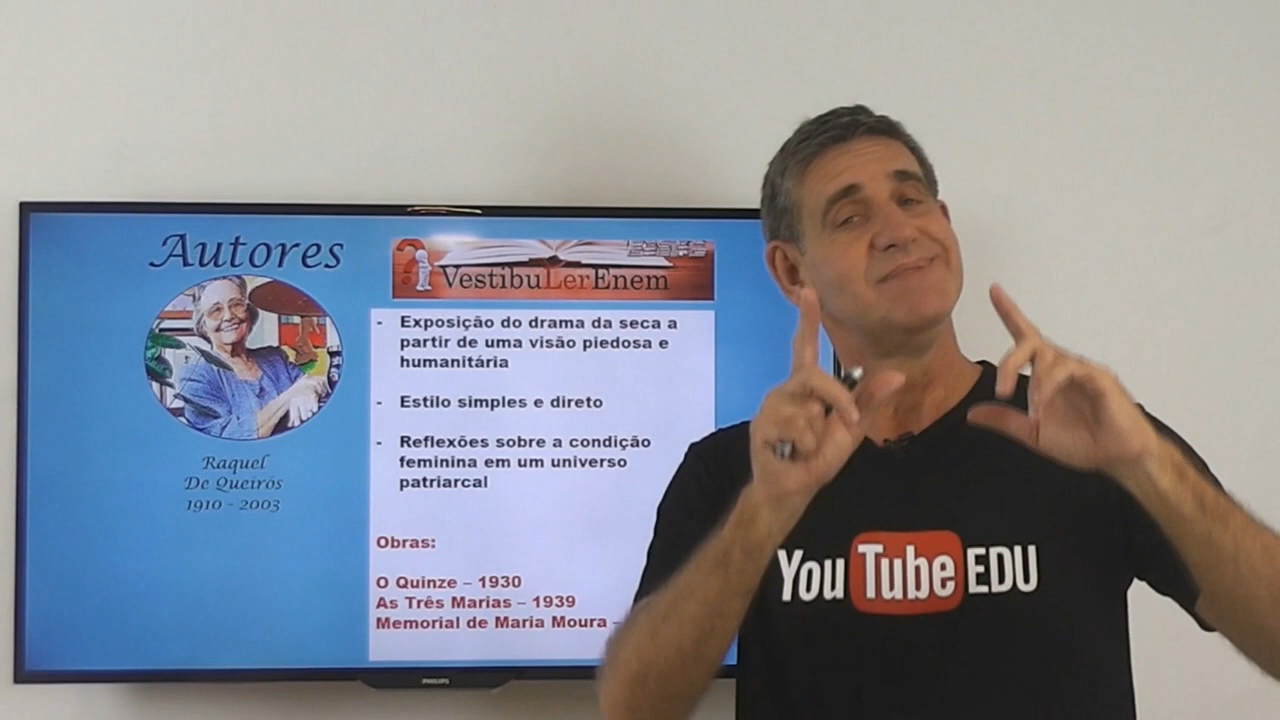 Autores
VestibuLerEnem
Raquel
De Queirós
1910 - 2003
- Exposição do drama da seca a
partir de uma visão piedosa e
humanitária
- Estilo simples e direto
- Reflexões sobre a condição
feminina em um universo
patriarcal
Obras:
O Quinze – 1930
As Três Marias – 1939
Memorial de Maria Moura –
PHILIPS
YouTube EDU